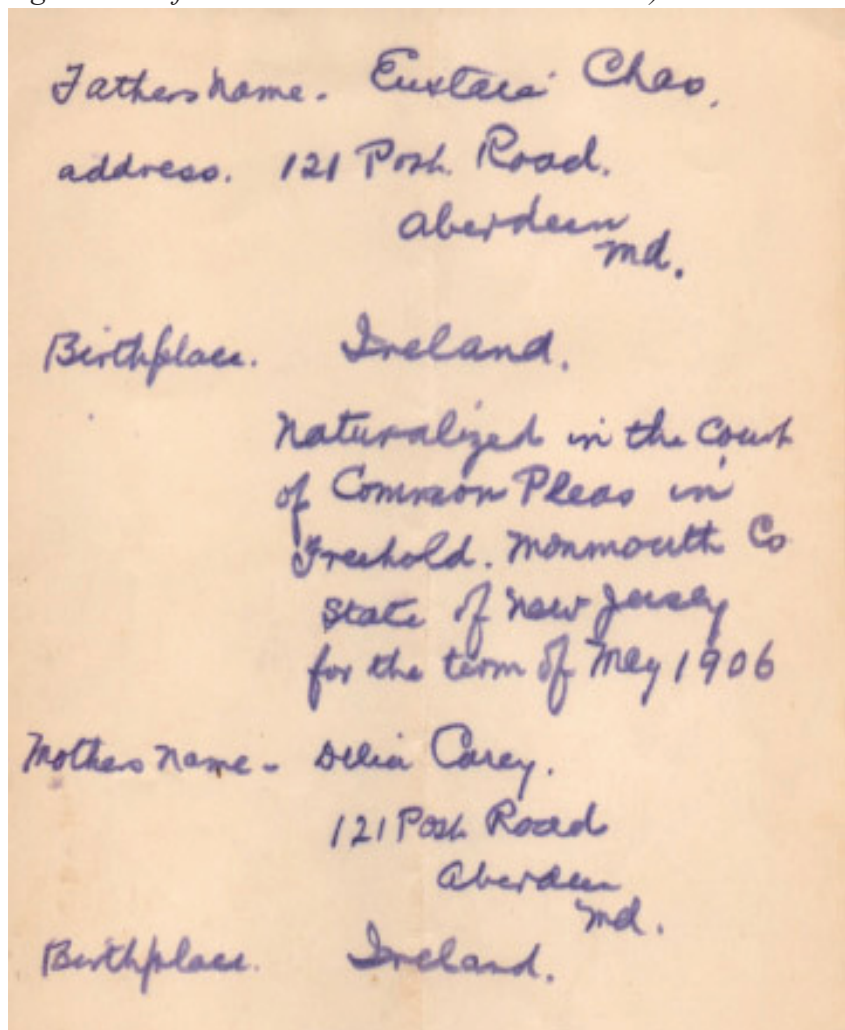 Fathers Name. Eustace Chas.
address. 121 Post Road.
Aberdeen
Md.
Birthplace. Ireland.
Naturalized in the Court
of Common Pleas in
Freehold. Monmouth Co
State of New Jersey
for the term of May 1906
Mothers Name - Delia Carey.
121 Post Road
Aberdeen
Md.
Birthplace. Ireland.